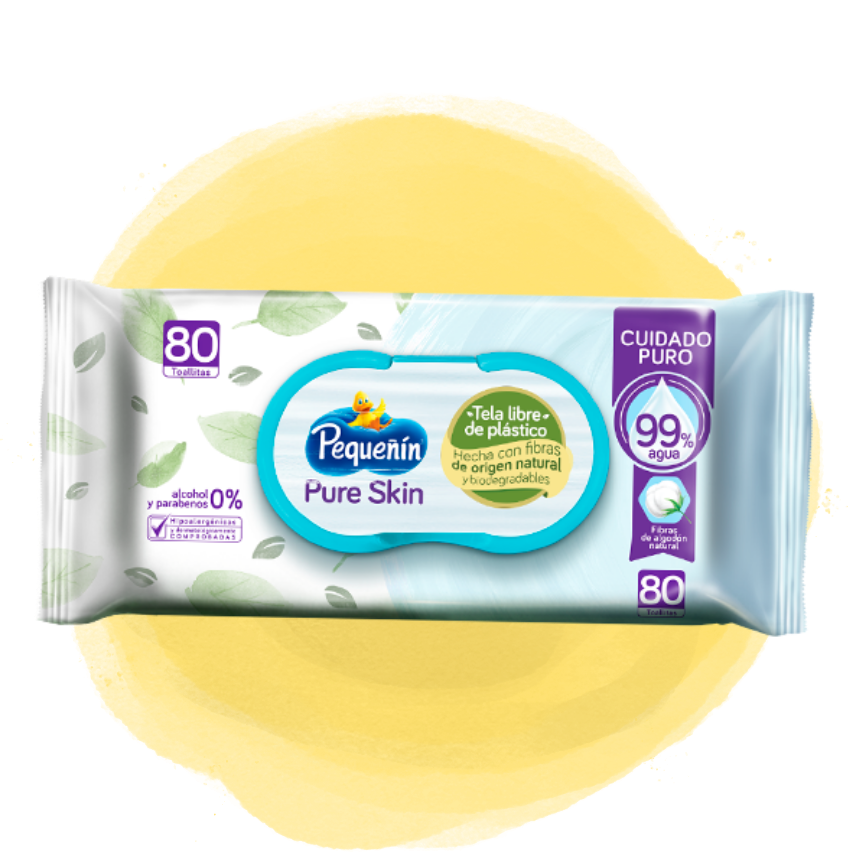 80
Toallitas
alcohol
y parabenos 0%
Hipoalergénicas
y dermatológicamente
COMPROBADAS
Pequeñín
Pure Skin
Tela libre
de plástico
Hecha con fibras
de origen natural
y biodegradables
CUIDADO
PURO
99%
agua
Fibras
de algodón
natural
80
Toallitas